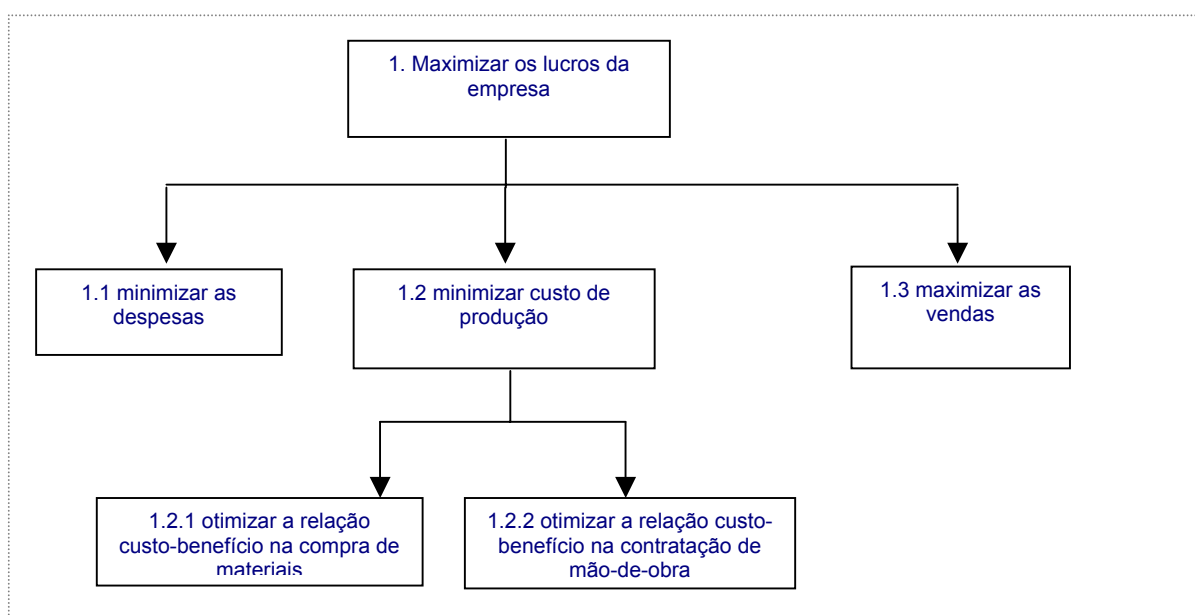 1. Maximizar os lucros da
empresa
1.1 minimizar as
despesas
1.2 minimizar custo de
produção
1.3 maximizar as
vendas
1.2.1 otimizar a relação
custo-benefício na compra de
materiais
1.2.2 otimizar a relação custo-
benefício na contratação de
mão-de-obra